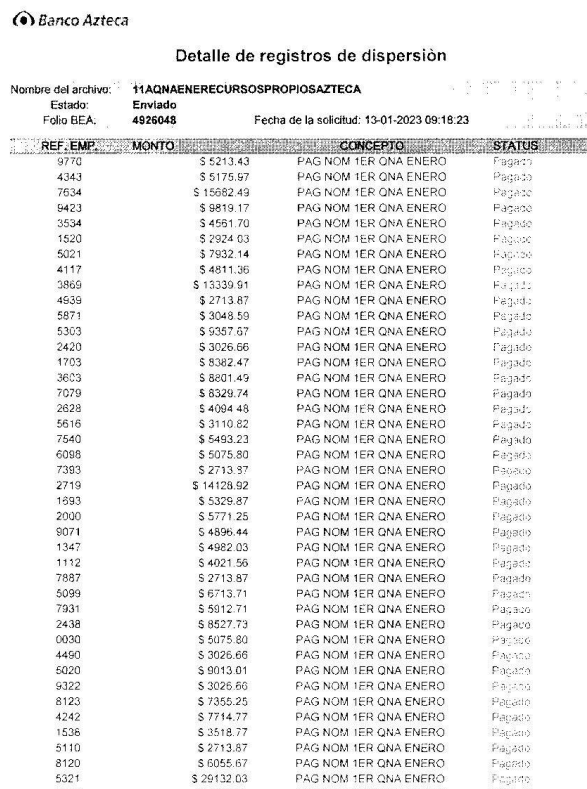 Banco Azteca
Detalle de registros de dispersiòn
Nombre del archivo: 11AQNAENERECURSOSPROPIOSAZTECA
Estado: Enviado
Folio BEA: 4926048 Fecha de la solicitud: 13-01-2023 09:18:23
REF. EMP. MONTO CONCEPTO STATUS
9770 $ 5213.43 PAG NOM 1ER QNA ENERO Pagado
4343 $ 5175.97 PAG NOM 1ER QNA ENERO Pagado
7634 $ 15682.49 PAG NOM 1ER QNA ENERO Pagado
9423 $ 9819.17 PAG NOM 1ER QNA ENERO Pagado
3534 $ 4561.70 PAG NOM 1ER QNA ENERO Pagado
1520 $ 2924.03 PAG NOM 1ER QNA ENERO Pagado
5021 $ 7932.14 PAG NOM 1ER QNA ENERO Pagado
4117 $ 4811.36 PAG NOM 1ER QNA ENERO Pagado
3869 $ 13339.91 PAG NOM 1ER QNA ENERO Pagado
4939 $ 2713.87 PAG NOM 1ER QNA ENERO Pagado
5871 $ 3048.59 PAG NOM 1ER QNA ENERO Pagado
5303 $ 9357.67 PAG NOM 1ER QNA ENERO Pagado
2420 $ 3026.66 PAG NOM 1ER QNA ENERO Pagado
1703 $ 8382.47 PAG NOM 1ER QNA ENERO Pagado
3603 $ 8801.49 PAG NOM 1ER QNA ENERO Pagado
7079 $ 8329.74 PAG NOM 1ER QNA ENERO Pagado
2628 $ 4094.48 PAG NOM 1ER QNA ENERO Pagado
5616 $ 3110.82 PAG NOM 1ER QNA ENERO Pagado
7540 $ 5493.23 PAG NOM 1ER QNA ENERO Pagado
6098 $ 5075.80 PAG NOM 1ER QNA ENERO Pagado
7393 $ 2713.87 PAG NOM 1ER QNA ENERO Pagado
2719 $ 14128.92 PAG NOM 1ER QNA ENERO Pagado
1693 $ 5329.87 PAG NOM 1ER QNA ENERO Pagado
2000 $ 5771.25 PAG NOM 1ER QNA ENERO Pagado
9071 $ 4896.44 PAG NOM 1ER QNA ENERO Pagado
1347 $ 4982.03 PAG NOM 1ER QNA ENERO Pagado
1112 $ 4021.56 PAG NOM 1ER QNA ENERO Pagado
7887 $ 2713.87 PAG NOM 1ER QNA ENERO Pagado
5099 $ 6713.71 PAG NOM 1ER QNA ENERO Pagado
7931 $ 5912.71 PAG NOM 1ER QNA ENERO Pagado
2438 $ 8527.73 PAG NOM 1ER QNA ENERO Pagado
0030 $ 5075.80 PAG NOM 1ER QNA ENERO Pagado
4490 $ 3026.66 PAG NOM 1ER QNA ENERO Pagado
5020 $ 9013.01 PAG NOM 1ER QNA ENERO Pagado
9322 $ 3026.66 PAG NOM 1ER QNA ENERO Pagado
8123 $ 7355.25 PAG NOM 1ER QNA ENERO Pagado
4242 $ 7714.77 PAG NOM 1ER QNA ENERO Pagado
1536 $ 3518.77 PAG NOM 1ER QNA ENERO Pagado
5110 $ 2713.87 PAG NOM 1ER QNA ENERO Pagado
8120 $ 6055.67 PAG NOM 1ER QNA ENERO Pagado
5321 $ 29132.03 PAG NOM 1ER QNA ENERO Pagado